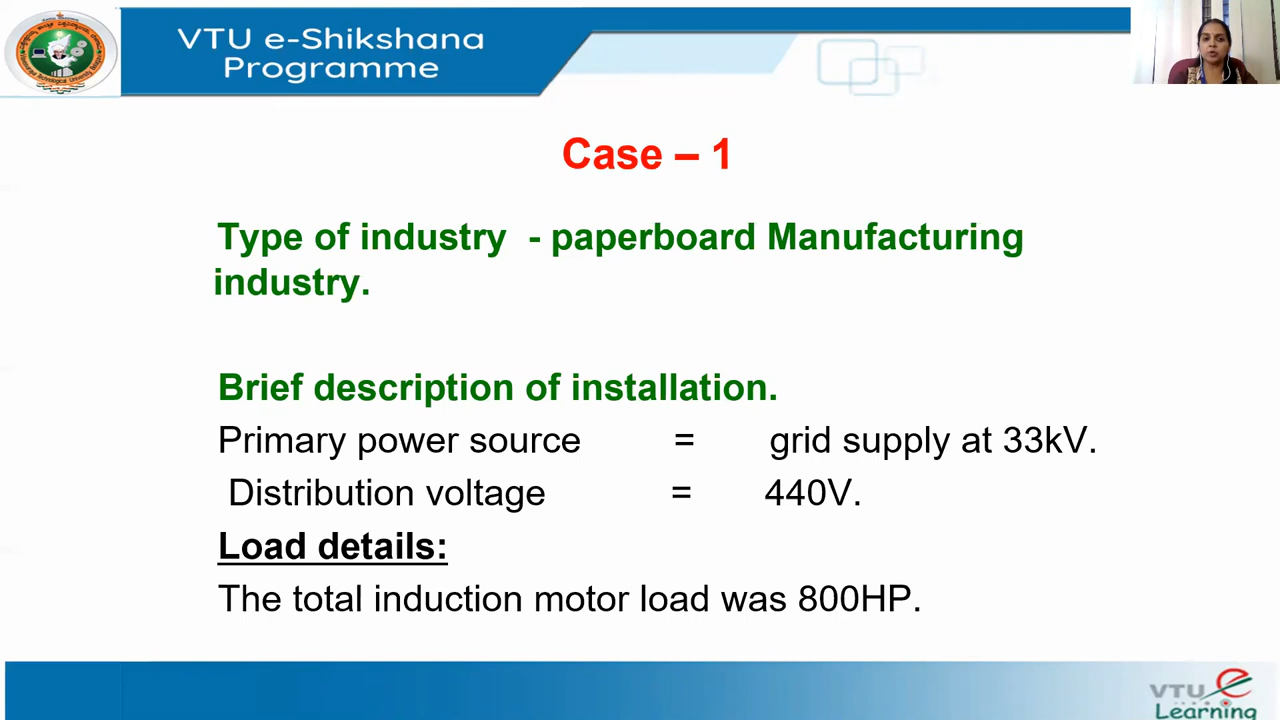 VTU e-Shikshana
Programme
Case – 1
Type of industry - paperboard Manufacturing
industry.
Brief description of installation.
Primary power source = grid supply at 33kV.
Distribution voltage = 440V.
Load details:
The total induction motor load was 800HP.
VTU
Learning